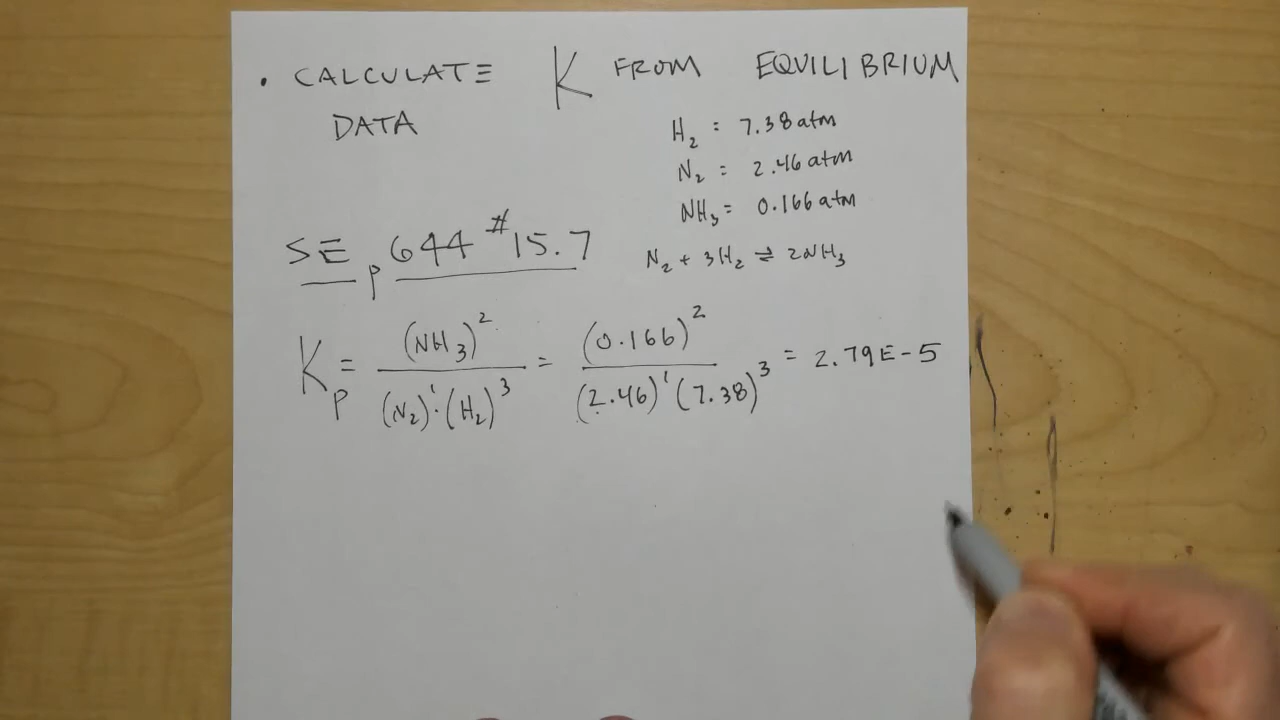 • CALCULATE K FROM EQUILIBRIUM
DATA
H₂ = 7.38 atm
N₂ = 2.46 atm
NH₃ = 0.166 atm
SE p 644 #15.7
N₂ + 3H₂ ⇌ 2NH₃
Kp = (NH₃)² / (N₂)¹·(H₂)³ = (0.166)² / (2.46)¹(7.38)³ = 2.79E-5